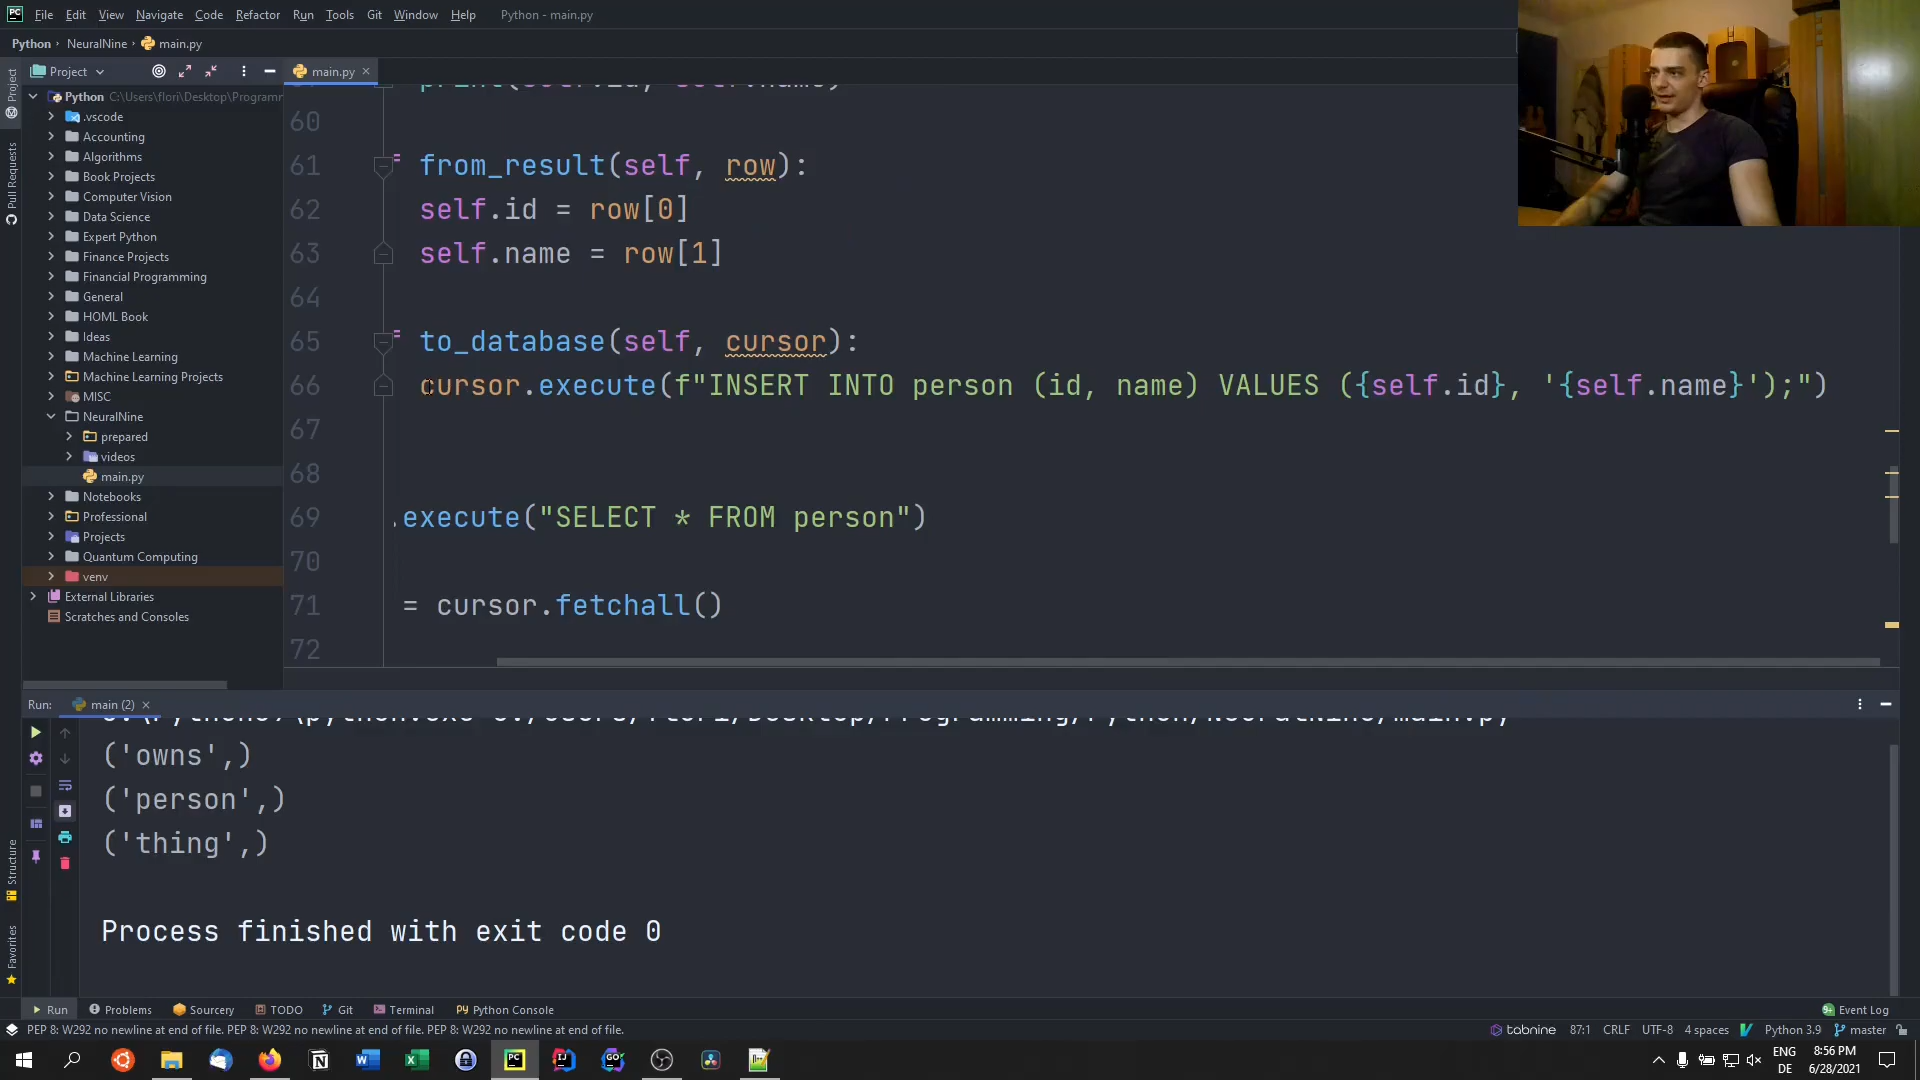 PC File Edit View Navigate Code Refactor Run Tools Git Window Help Python - main.py
Python NeuralNine main.py
Project main.py
Project
Pull Requests
Structure
Favorites
Python C:\Users\flori\Desktop\Programm
.vscode
Accounting
Algorithms
Book Projects
Computer Vision
Data Science
Expert Python
Finance Projects
Financial Programming
General
HOML Book
Ideas
Machine Learning
Machine Learning Projects
MISC
NeuralNine
prepared
videos
main.py
Notebooks
Professional
Projects
Quantum Computing
venv
External Libraries
Scratches and Consoles
60
61 from_result(self, row):
62 self.id = row[0]
63 self.name = row[1]
64
65 to_database(self, cursor):
66 cursor.execute(f"INSERT INTO person (id, name) VALUES ({self.id}, '{self.name}');")
67
68
69 .execute("SELECT * FROM person")
70
71 = cursor.fetchall()
72
Run: main (2)
('owns',)
('person',)
('thing',)
Process finished with exit code 0
Run Problems Sourcery TODO Git Terminal Python Console Event Log
PEP 8: W292 no newline at end of file. PEP 8: W292 no newline at end of file. PEP 8: W292 no newline at end of file. tabnine 87:1 CRLF UTF-8 4 spaces Python 3.9 master
ENG 8:56 PM
DE 6/28/2021